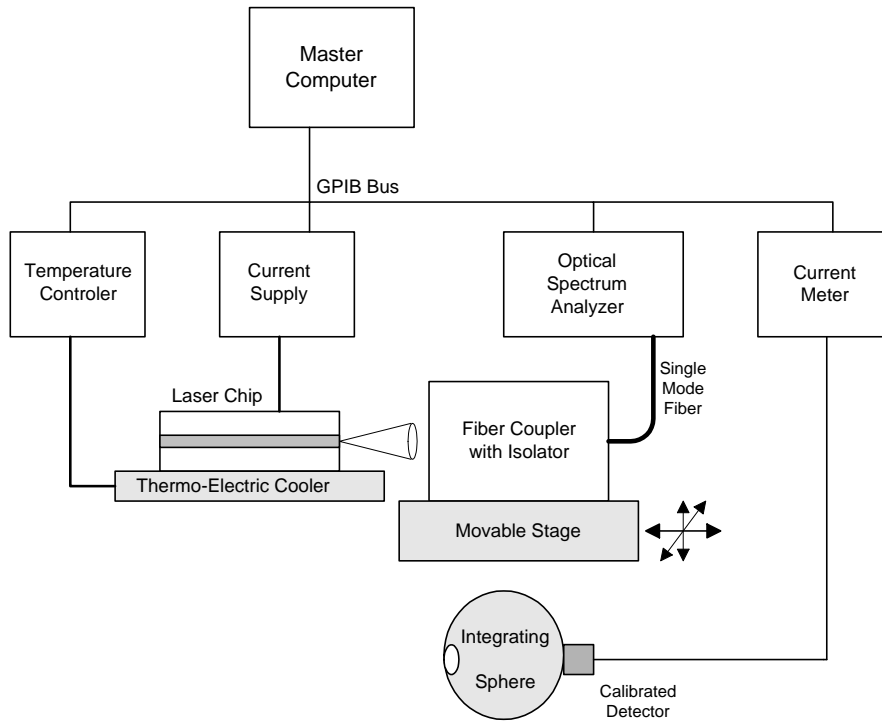 Master
Computer
GPIB Bus
Temperature
Controler
Current
Supply
Optical
Spectrum
Analyzer
Current
Meter
Single
Mode
Fiber
Laser Chip
Fiber Coupler
with Isolator
Thermo-Electric Cooler
Movable Stage
Integrating
Sphere
Calibrated
Detector